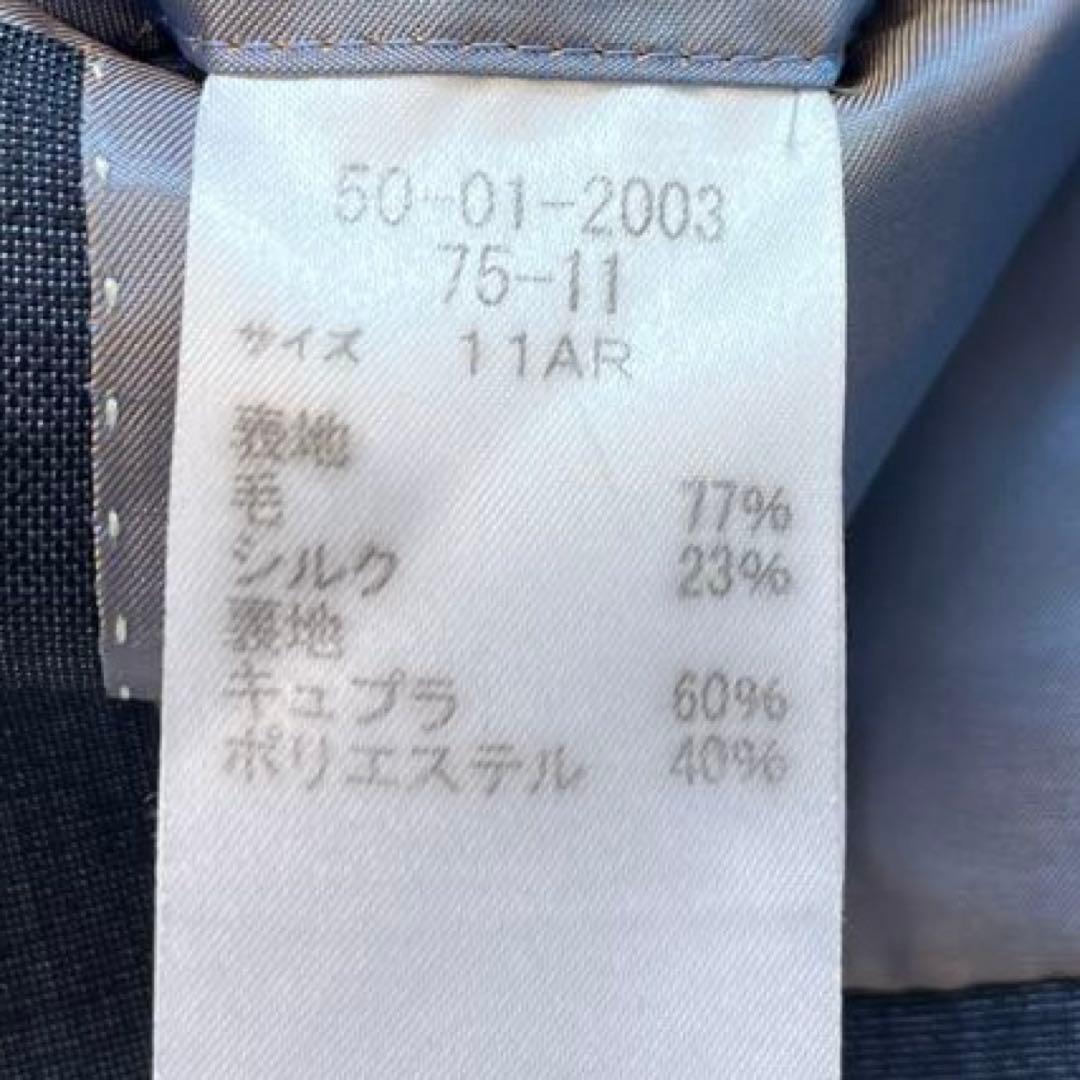 50-01-2003
75-11
サイズ 11AR
表地
毛 77%
シルク 23%
裏地
キュプラ 60%
ポリエステル 40%